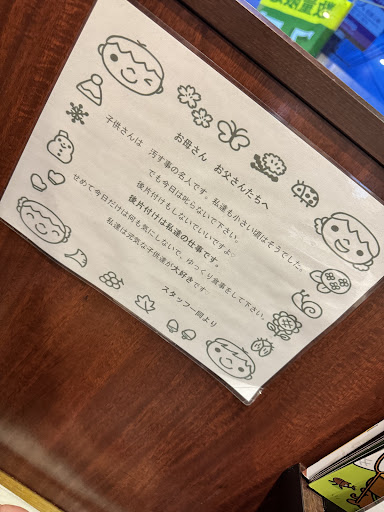 お母さん　お父さんたちへ
子供さんは　汚す事の名人です。私達も小さい頃はそうでした。
でも今日は叱らないで下さい。
後片付けもしないでいいですよ♪
後片付けは私達の仕事です。
せめて今日だけは何も気にしないで、ゆっくり食事をして下さい。
私達は元気な子供達が大好きです
スタッフ一同より